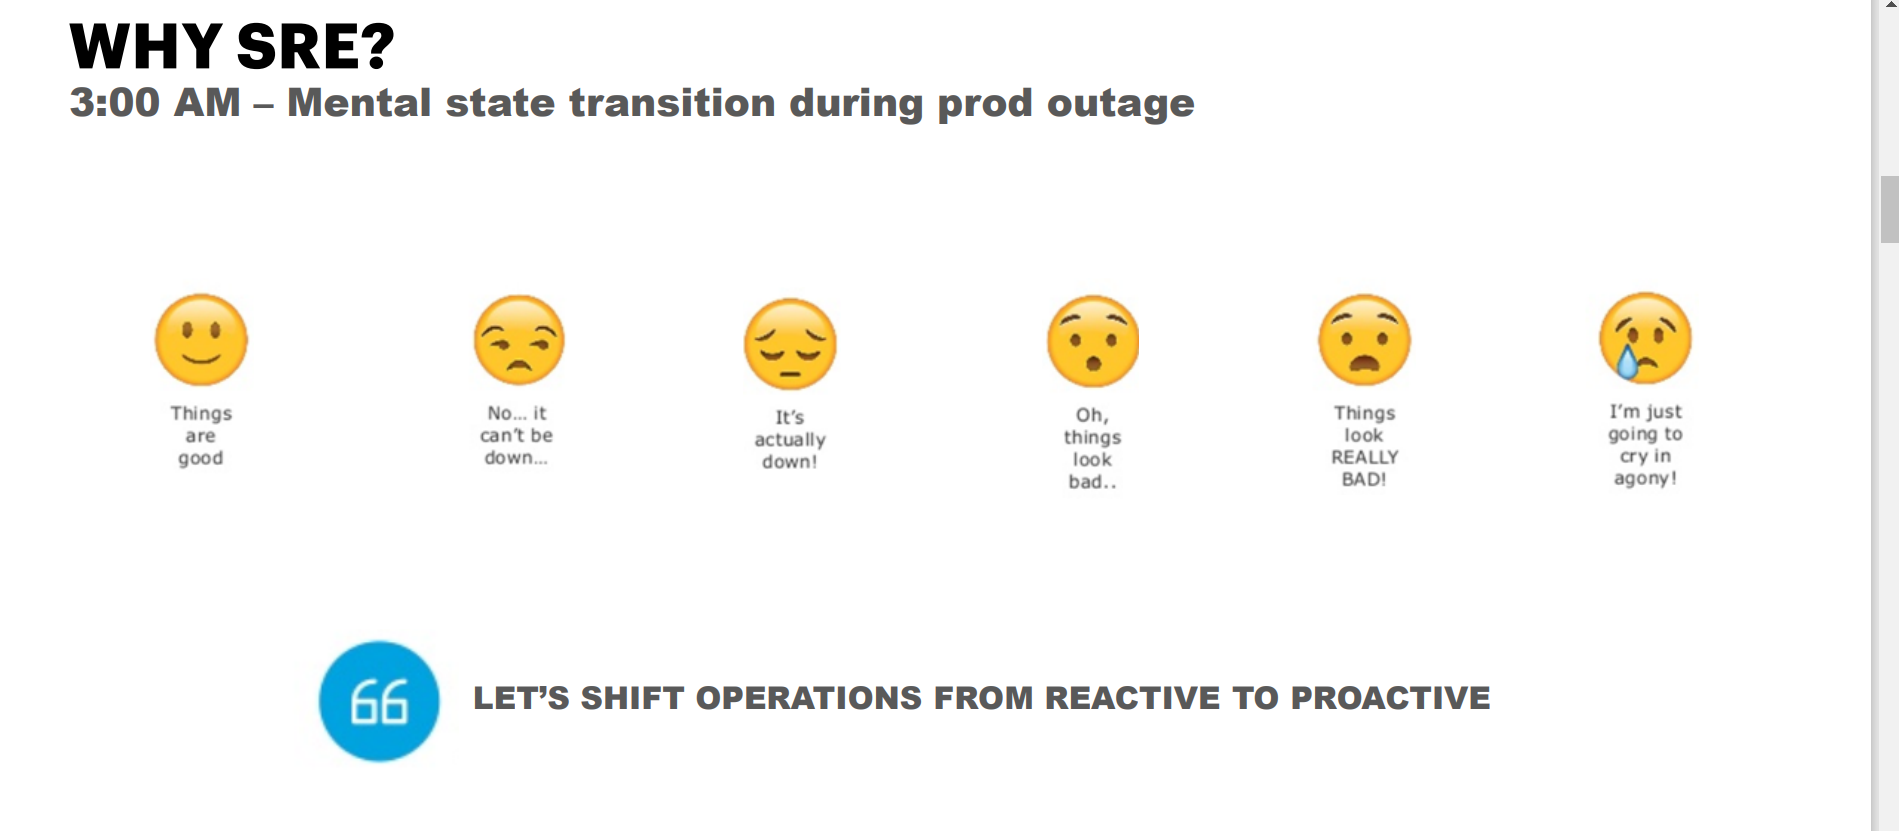 WHY SRE?
3:00 AM – Mental state transition during prod outage
Things
are
good
No... it
can't be
down...
It's
actually
down!
Oh,
things
look
bad..
Things
look
REALLY
BAD!
I'm just
going to
cry in
agony!
LET'S SHIFT OPERATIONS FROM REACTIVE TO PROACTIVE